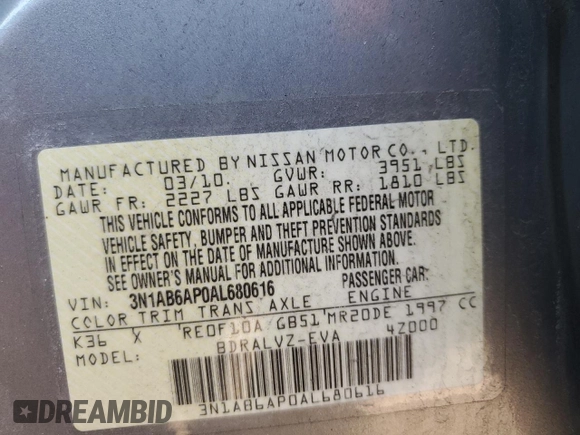 MANUFACTURED BY NISSAN MOTOR CO., LTD.
DATE: 03/10. GVWR: 3951 LBS
GAWR FR: 2227 LBS GAWR RR: 1810 LBS
THIS VEHICLE CONFORMS TO ALL APPLICABLE FEDERAL MOTOR
VEHICLE SAFETY, BUMPER AND THEFT PREVENTION STANDARDS
IN EFFECT ON THE DATE OF MANUFACTURE SHOWN ABOVE.
SEE OWNER'S MANUAL FOR ADDITIONAL INFORMATION.
VIN: 3N1AB6AP0AL680616 PASSENGER CAR
COLOR TRIM TRANS AXLE ENGINE
K36 X RE0F10A GB51 MR20DE 1997 CC
MODEL: BDRALVZ-EVA 4Z000
3N1AB6AP0AL680616
BIDHISTORY